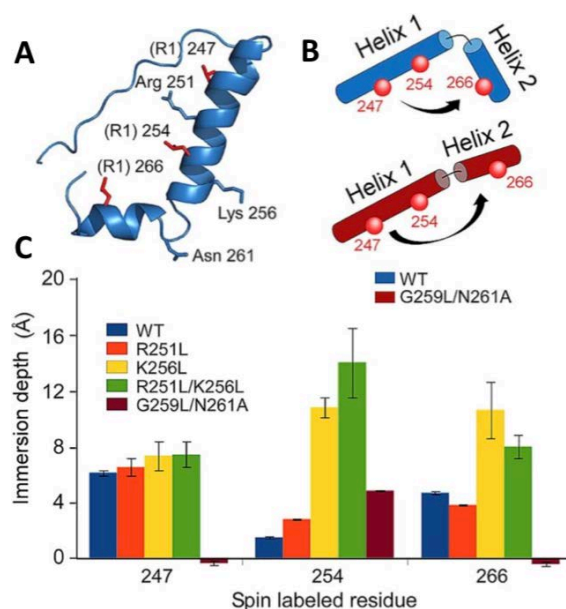 A
(R1) 247
Arg 251
(R1) 254
(R1) 266
Lys 256
Asn 261
B
Helix 1
Helix 2
247
254
266
Helix 1
Helix 2
247
254
266
C
Immersion depth (Å)
20
16
12
8
4
0
WT
R251L
K256L
R251L/K256L
G259L/N261A
WT
G259L/N261A
247
254
266
Spin labeled residue